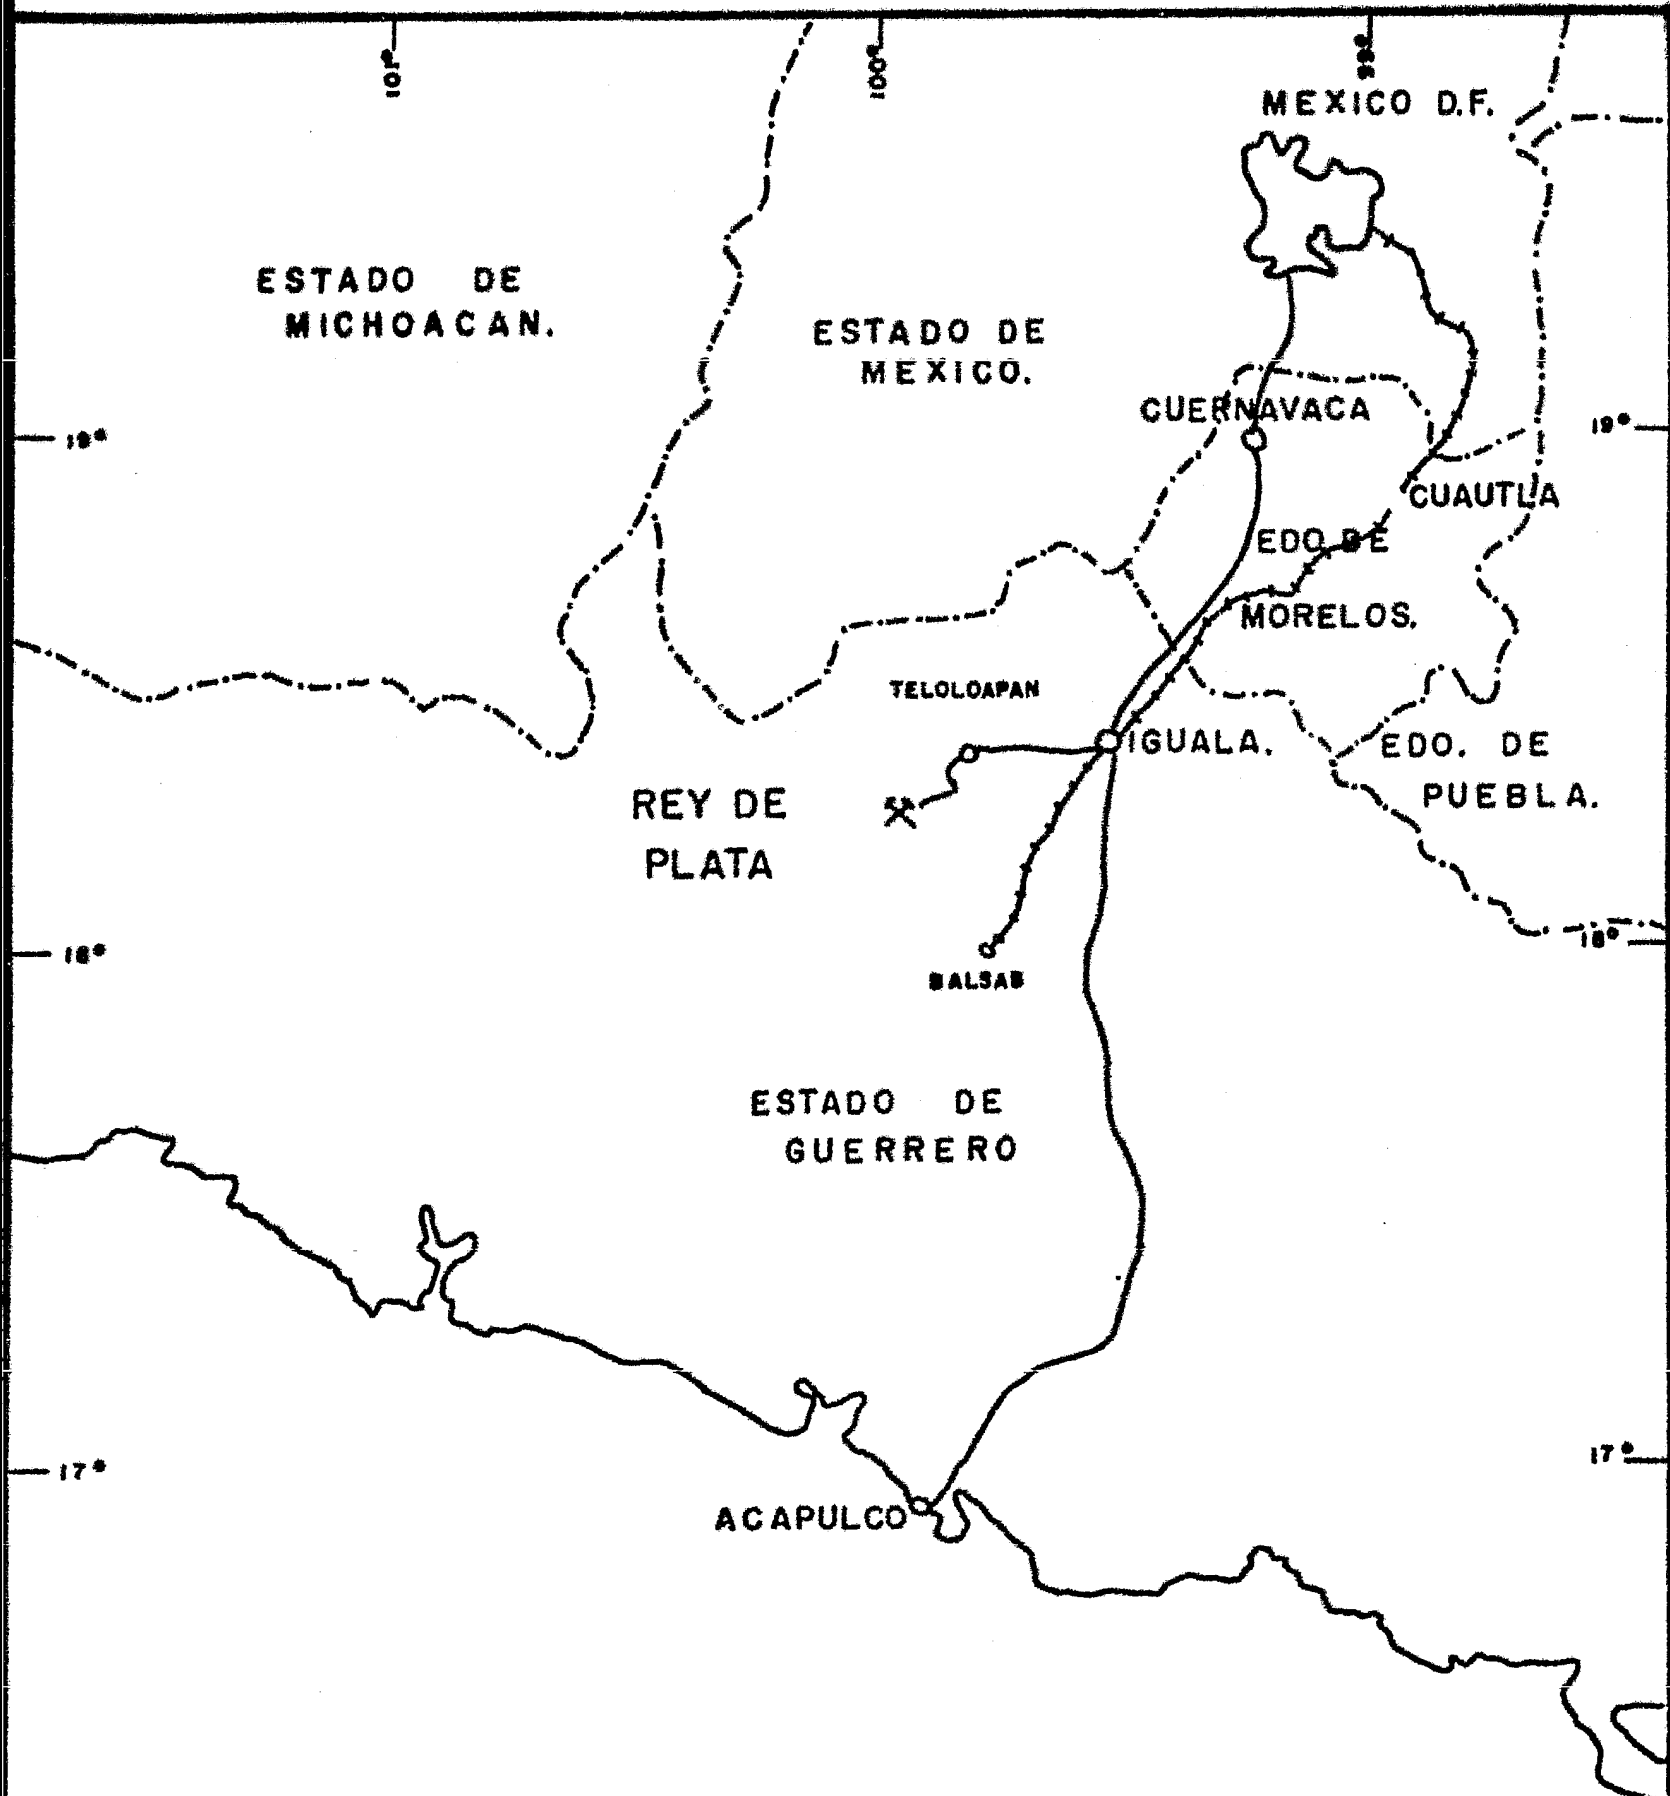 101°
100°
99°
MEXICO D.F.
ESTADO DE
MICHOACAN.
ESTADO DE
MEXICO.
CUERNAVACA
19°
19°
CUAUTLA
EDO DE
MORELOS.
TELOLOAPAN
IGUALA.
EDO. DE
PUEBLA.
REY DE
PLATA
18°
18°
BALSAB
ESTADO DE
GUERRERO
17°
17°
ACAPULCO